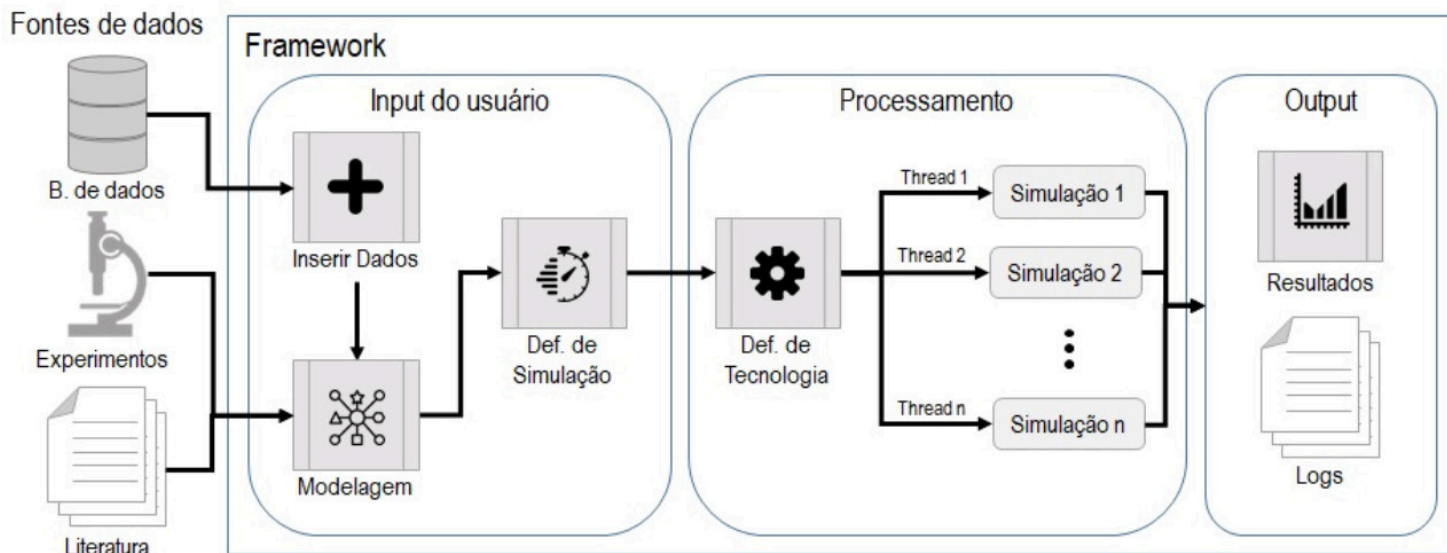 Fontes de dados
B. de dados
Experimentos
Literatura
Framework
Input do usuário
Inserir Dados
Modelagem
Def. de
Simulação
Processamento
Def. de
Tecnologia
Thread 1
Simulação 1
Thread 2
Simulação 2
Thread n
Simulação n
Output
Resultados
Logs